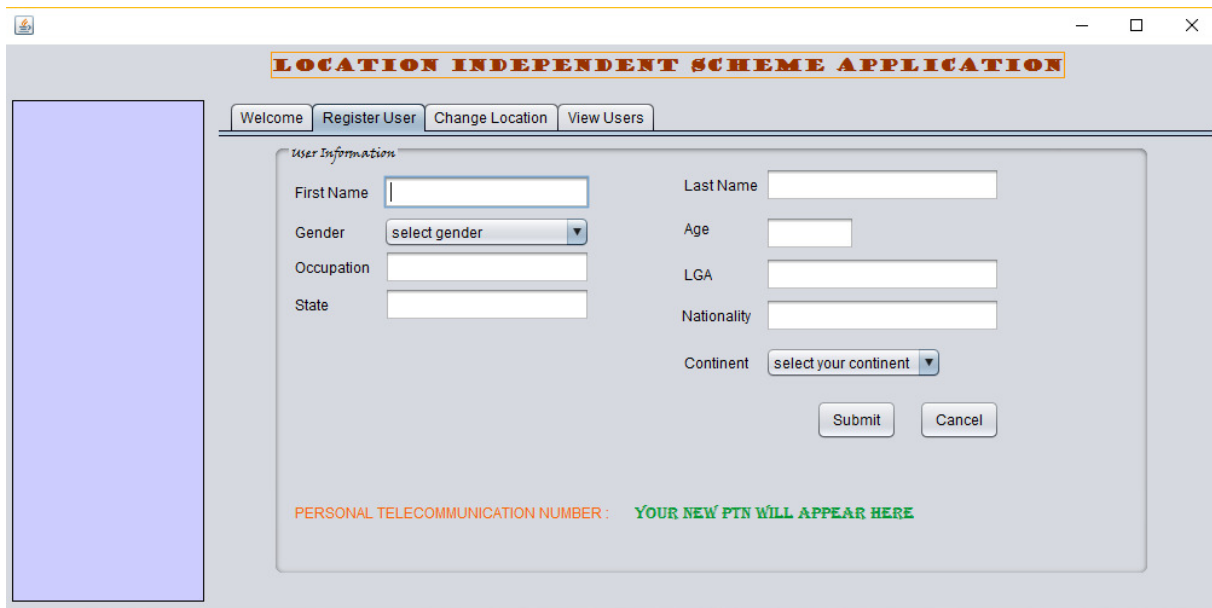 LOCATION INDEPENDENT SCHEME APPLICATION
Welcome Register User Change Location View Users
User Information
First Name Last Name
Gender select gender Age
Occupation LGA
State Nationality
Continent select your continent
Submit Cancel
PERSONAL TELECOMMUNICATION NUMBER : YOUR NEW PTN WILL APPEAR HERE